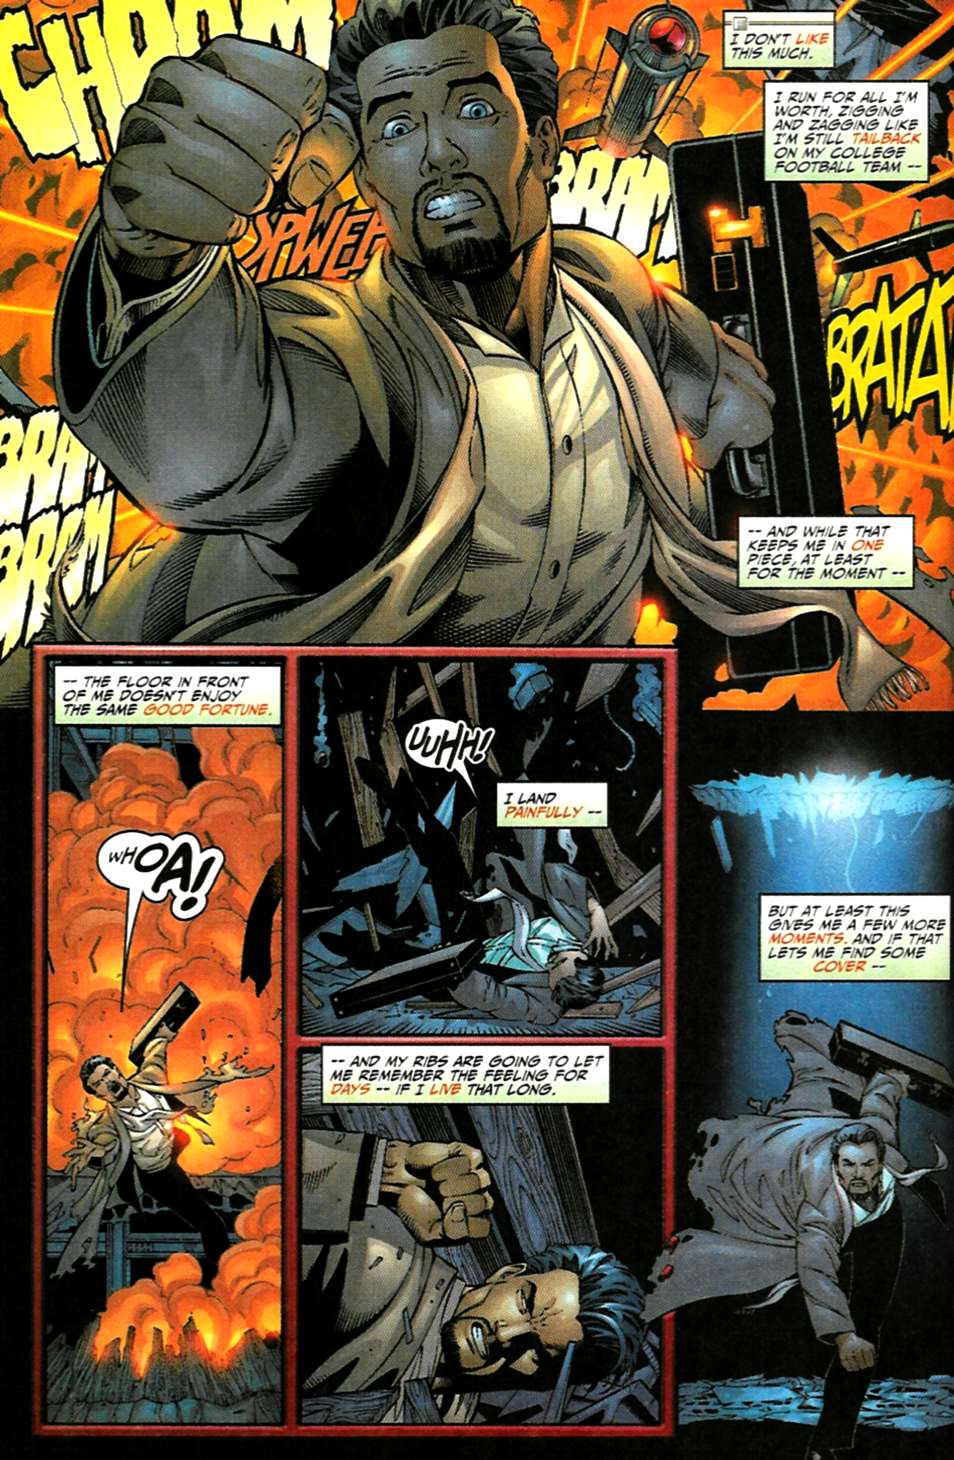 CHOOM
I DON'T LIKE
THIS MUCH.
I RUN FOR ALL I'M
WORTH, ZIGGING
AND ZAGGING LIKE
I'M STILL TAILBACK
ON MY COLLEGE
FOOTBALL TEAM --
BRAM
BRATA
BRAM
BRAM
-- AND WHILE THAT
KEEPS ME IN ONE
PIECE, AT LEAST
FOR THE MOMENT --
-- THE FLOOR IN FRONT
OF ME DOESN'T ENJOY
THE SAME GOOD FORTUNE.
WHOA!
UUHH!
I LAND
PAINFULLY --
-- AND MY RIBS ARE GOING TO LET
ME REMEMBER THE FEELING FOR
DAYS -- IF I LIVE THAT LONG.
BUT AT LEAST THIS
GIVES ME A FEW MORE
MOMENTS. AND IF THAT
LETS ME FIND SOME
COVER --